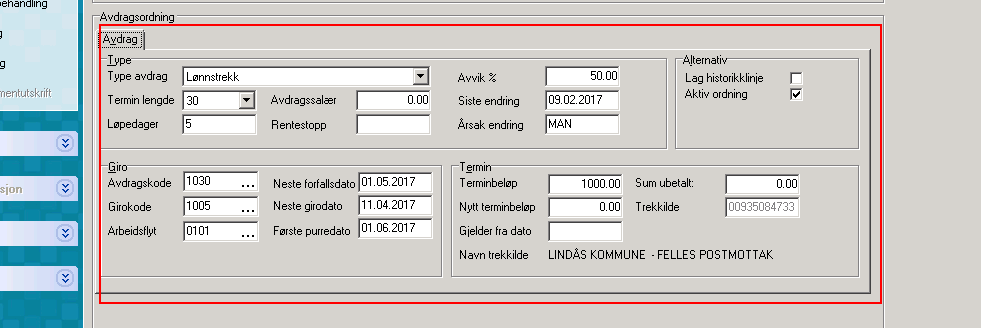 behandling
g
g
mentutskrift
sjon
Avdragsordning
Avdrag
Type
Type avdrag Lønnstrekk Avvik % 50.00
Termin lengde 30 Avdragssalær 0.00 Siste endring 09.02.2017
Løpedager 5 Rentestopp Årsak endring MAN
Alternativ
Lag historikklinje
Aktiv ordning
Giro
Avdragskode 1030 ... Neste forfallsdato 01.05.2017
Girokode 1005 ... Neste girodato 11.04.2017
Arbeidsflyt 0101 ... Første purredato 01.06.2017
Termin
Terminbeløp 1000.00 Sum ubetalt: 0.00
Nytt terminbeløp 0.00 Trekkilde 00935084733
Gjelder fra dato
Navn trekkilde LINDÅS KOMMUNE - FELLES POSTMOTTAK